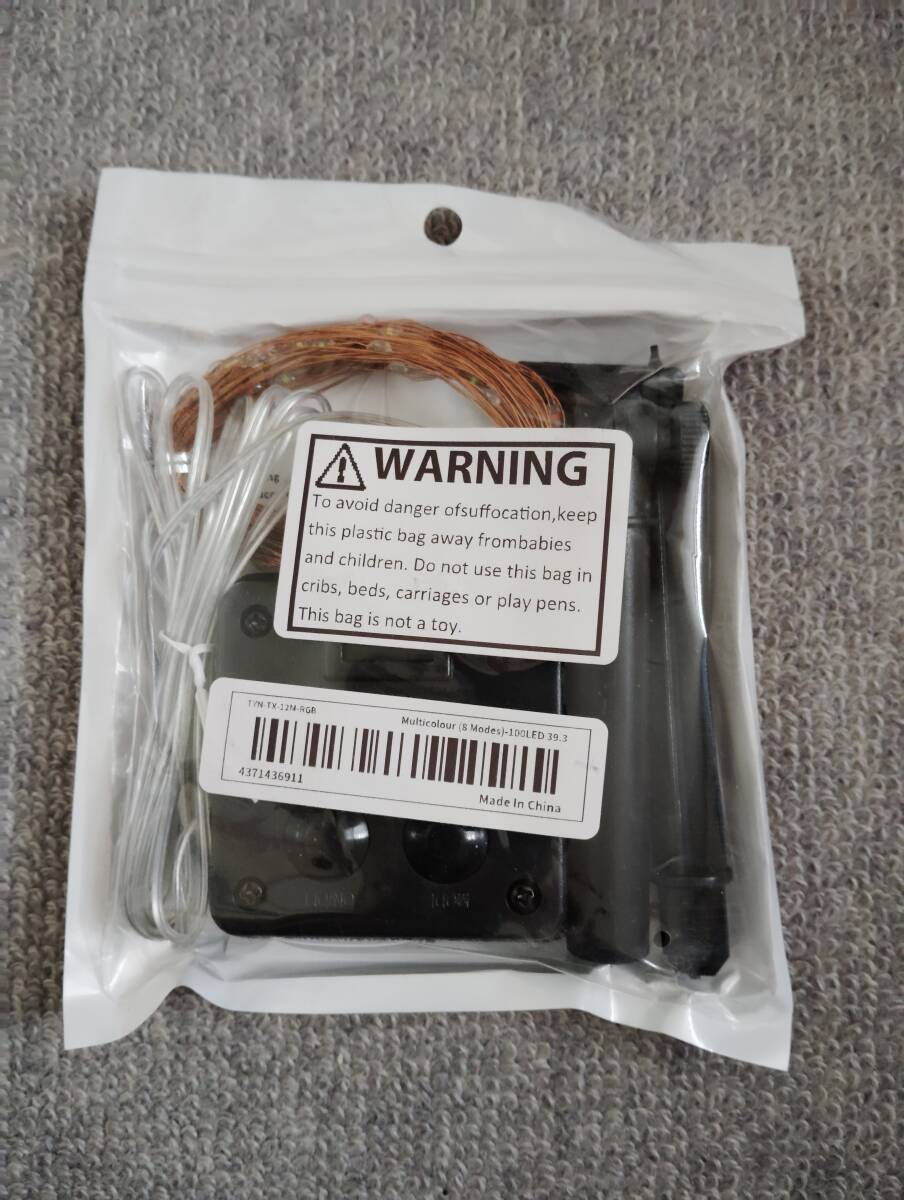 WARNING
To avoid danger ofsuffocation,keep
this plastic bag away frombabies
and children. Do not use this bag in
cribs, beds, carriages or play pens.
This bag is not a toy.
TYN-TX-12M-RGB
Multicolour (8 Modes)-100LED 39.3
4371436911
Made In China